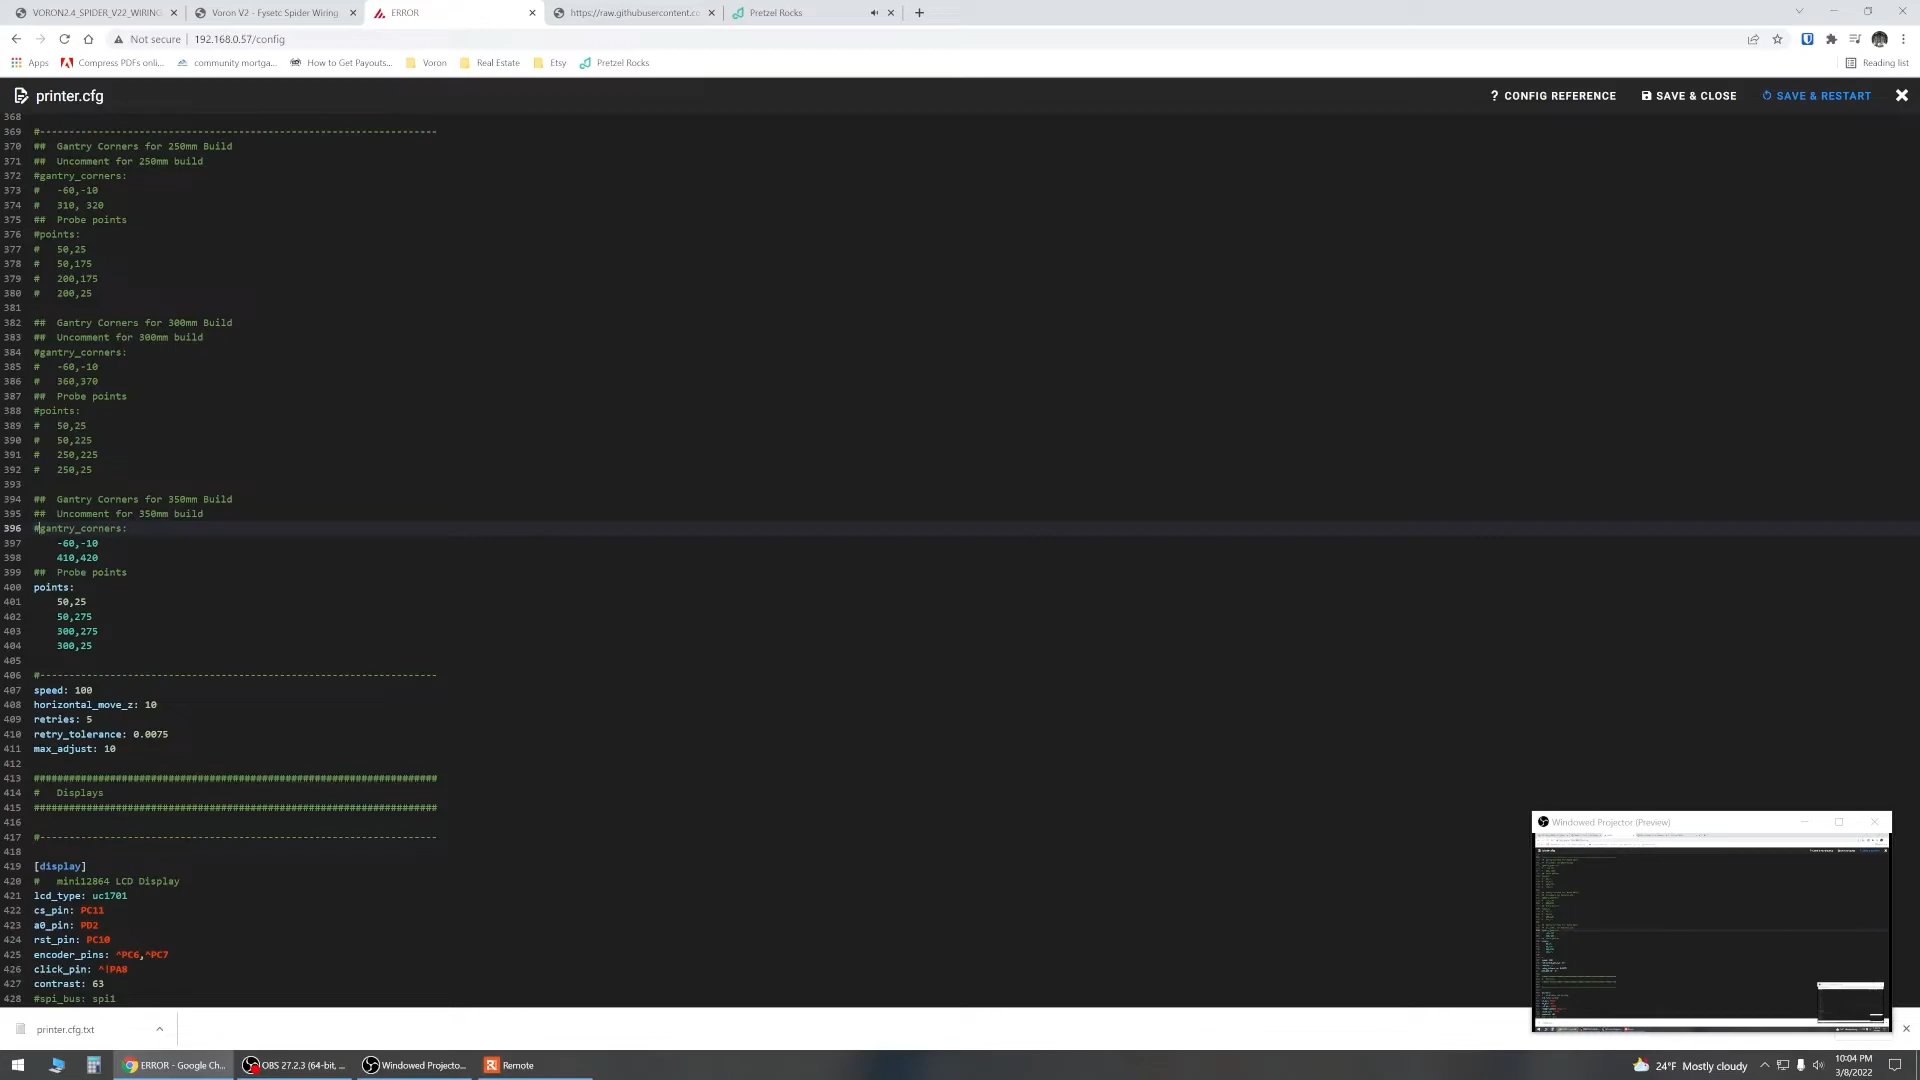 VORON2.4_SPIDER_V22_WIRING
Voron V2 - Fysetc Spider Wiring
ERROR
https://raw.githubusercontent.cc
Pretzel Rocks
Not secure | 192.168.0.57/config
Apps
Compress PDFs onli...
community mortga...
How to Get Payouts...
Voron
Real Estate
Etsy
Pretzel Rocks
Reading list
printer.cfg
? CONFIG REFERENCE
SAVE & CLOSE
SAVE & RESTART
368
369 #--------------------------------------------------------------------
370 ##  Gantry Corners for 250mm Build
371 ##  Uncomment for 250mm build
372 #gantry_corners:
373 #   -60,-10
374 #   310, 320
375 ##  Probe points
376 #points:
377 #   50,25
378 #   50,175
379 #   200,175
380 #   200,25
381
382 ##  Gantry Corners for 300mm Build
383 ##  Uncomment for 300mm build
384 #gantry_corners:
385 #   -60,-10
386 #   360,370
387 ##  Probe points
388 #points:
389 #   50,25
390 #   50,225
391 #   250,225
392 #   250,25
393
394 ##  Gantry Corners for 350mm Build
395 ##  Uncomment for 350mm build
396 #gantry_corners:
397     -60,-10
398     410,420
399 ##  Probe points
400 points:
401     50,25
402     50,275
403     300,275
404     300,25
405
406 #--------------------------------------------------------------------
407 speed: 100
408 horizontal_move_z: 10
409 retries: 5
410 retry_tolerance: 0.0075
411 max_adjust: 10
412
413 #####################################################################
414 #   Displays
415 #####################################################################
416
417 #--------------------------------------------------------------------
418
419 [display]
420 #   mini12864 LCD Display
421 lcd_type: uc1701
422 cs_pin: PC11
423 a0_pin: PD2
424 rst_pin: PC10
425 encoder_pins: ^PC6,^PC7
426 click_pin: ^!PA8
427 contrast: 63
428 #spi_bus: spi1
Windowed Projector (Preview)
printer.cfg.txt
ERROR - Google Ch...
OBS 27.2.3 (64-bit, ...
Windowed Projecto...
Remote
24°F Mostly cloudy
10:04 PM
3/8/2022